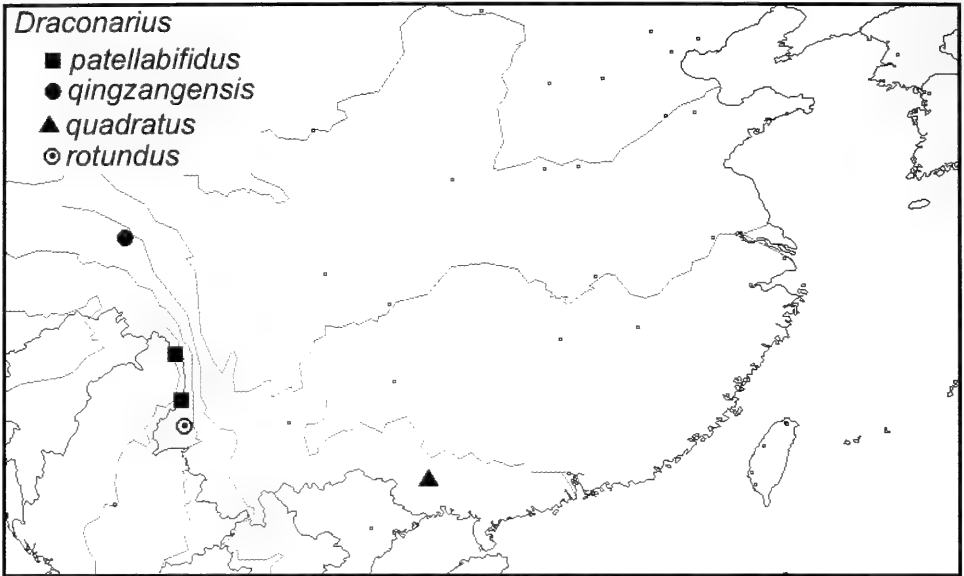 Draconarius
patellabifidus
qingzangensis
quadratus
rotundus